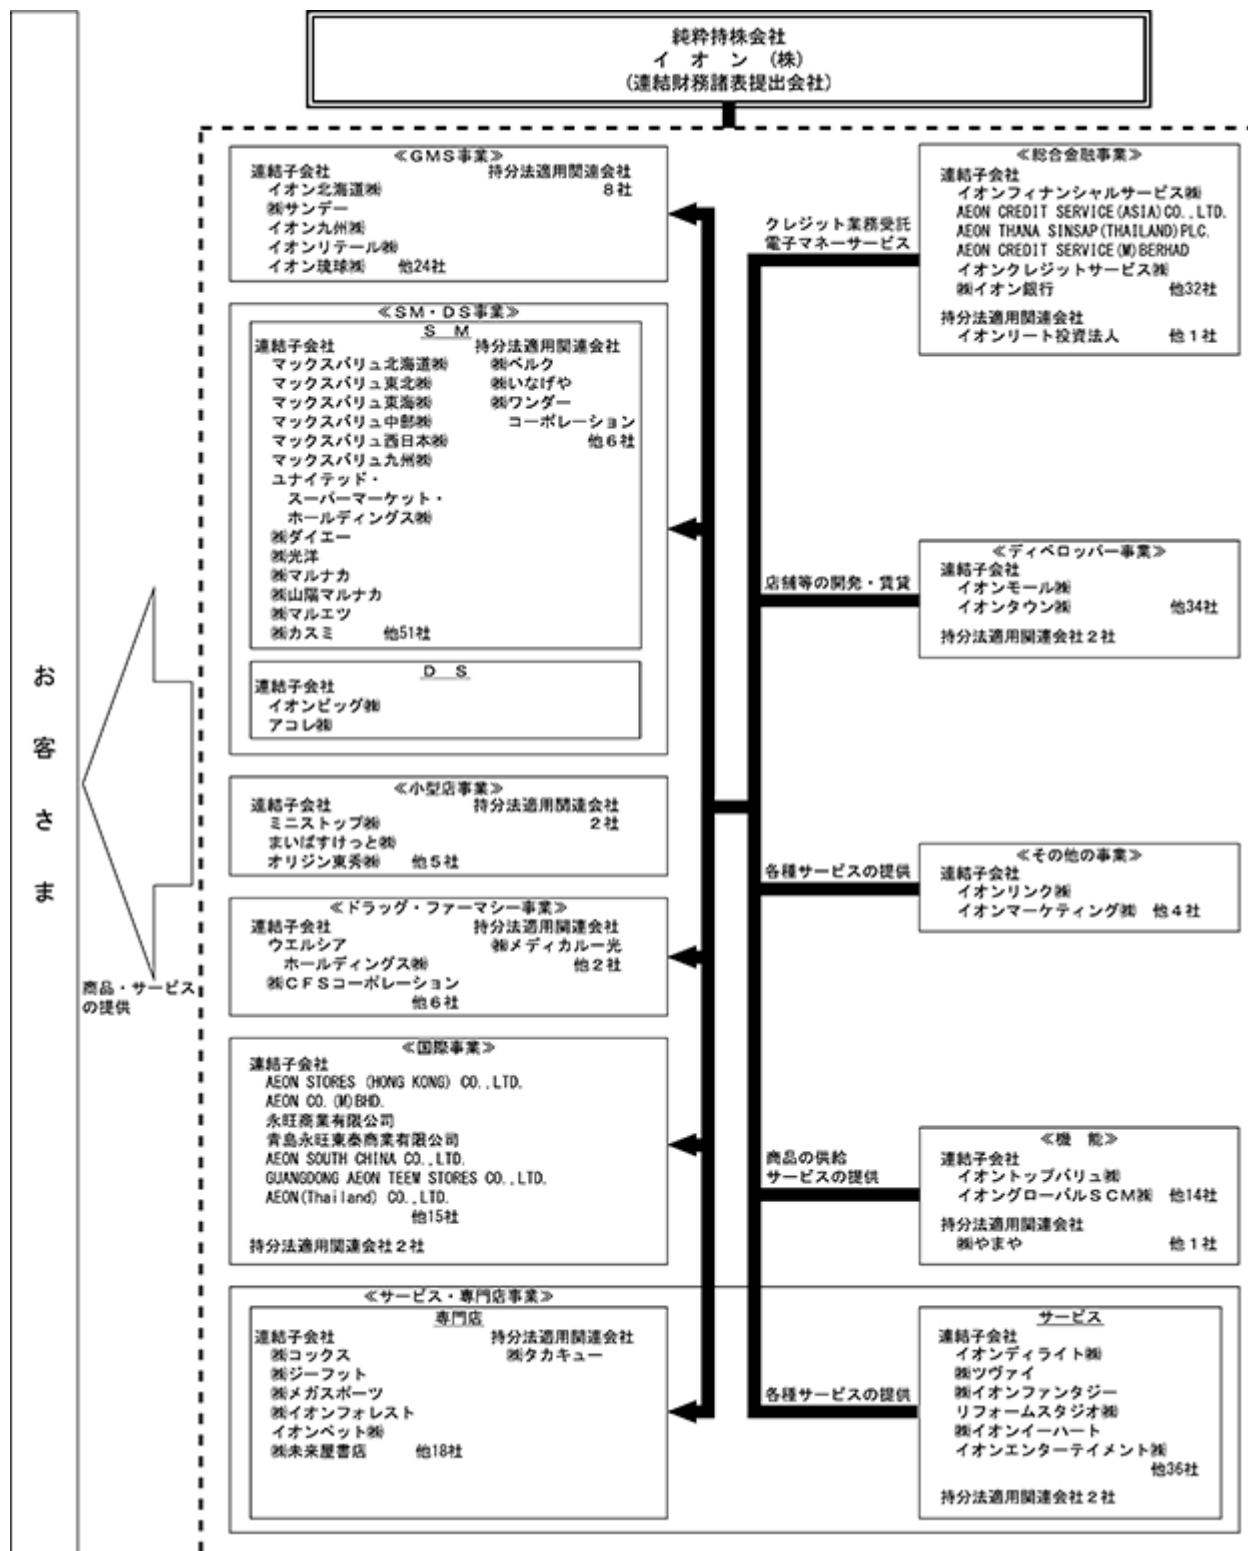 純粋持株会社
イオン（株）
（連結財務諸表提出会社）
≪ＧＭＳ事業≫
連結子会社　持分法適用関連会社
イオン北海道㈱　８社
㈱サンデー
イオン九州㈱
イオンリテール㈱
イオン琉球㈱　他24社
≪ＳＭ・ＤＳ事業≫
ＳＭ
連結子会社　持分法適用関連会社
マックスバリュ北海道㈱　㈱ベルク
マックスバリュ東北㈱　㈱いなげや
マックスバリュ東海㈱　㈱ワンダー
マックスバリュ中部㈱　コーポレーション
マックスバリュ西日本㈱　他６社
マックスバリュ九州㈱
ユナイテッド・
スーパーマーケット・
ホールディングス㈱
㈱ダイエー
㈱光洋
㈱マルナカ
㈱山陽マルナカ
㈱マルエツ
㈱カスミ　他51社
ＤＳ
連結子会社
イオンビッグ㈱
アコレ㈱
≪小型店事業≫
連結子会社　持分法適用関連会社
ミニストップ㈱　２社
まいばすけっと㈱
オリジン東秀㈱　他５社
≪ドラッグ・ファーマシー事業≫
連結子会社　持分法適用関連会社
ウエルシア　㈱メディカル一光
ホールディングス㈱　他２社
㈱ＣＦＳコーポレーション
他６社
≪国際事業≫
連結子会社
AEON STORES (HONG KONG) CO.,LTD.
AEON CO.(M)BHD.
永旺商業有限公司
青島永旺東泰商業有限公司
AEON SOUTH CHINA CO.,LTD.
GUANGDONG AEON TEEM STORES CO.,LTD.
AEON(Thailand) CO.,LTD.
他15社
持分法適用関連会社２社
≪サービス・専門店事業≫
専門店
連結子会社　持分法適用関連会社
㈱コックス　㈱タカキュー
㈱ジーフット
㈱メガスポーツ
㈱イオンフォレスト
イオンペット㈱
㈱未来屋書店　他18社
サービス
連結子会社
イオンディライト㈱
㈱ツヴァイ
㈱イオンファンタジー
リフォームスタジオ㈱
㈱イオンイーハート
イオンエンターテイメント㈱
他36社
持分法適用関連会社２社
≪総合金融事業≫
連結子会社
イオンフィナンシャルサービス㈱
AEON CREDIT SERVICE(ASIA)CO.,LTD.
AEON THANA SINSAP(THAILAND)PLC.
AEON CREDIT SERVICE(M)BERHAD
イオンクレジットサービス㈱
㈱イオン銀行　他32社
持分法適用関連会社
イオンリート投資法人　他１社
≪ディベロッパー事業≫
連結子会社
イオンモール㈱
イオンタウン㈱　他34社
持分法適用関連会社２社
≪その他の事業≫
連結子会社
イオンリンク㈱
イオンマーケティング㈱　他４社
≪機　能≫
連結子会社
イオントップバリュ㈱
イオングローバルＳＣＭ㈱　他14社
持分法適用関連会社
㈱やまや　他１社
クレジット業務受託
電子マネーサービス
店舗等の開発・賃貸
各種サービスの提供
商品の供給
サービスの提供
各種サービスの提供
商品・サービス
の提供
お客さま